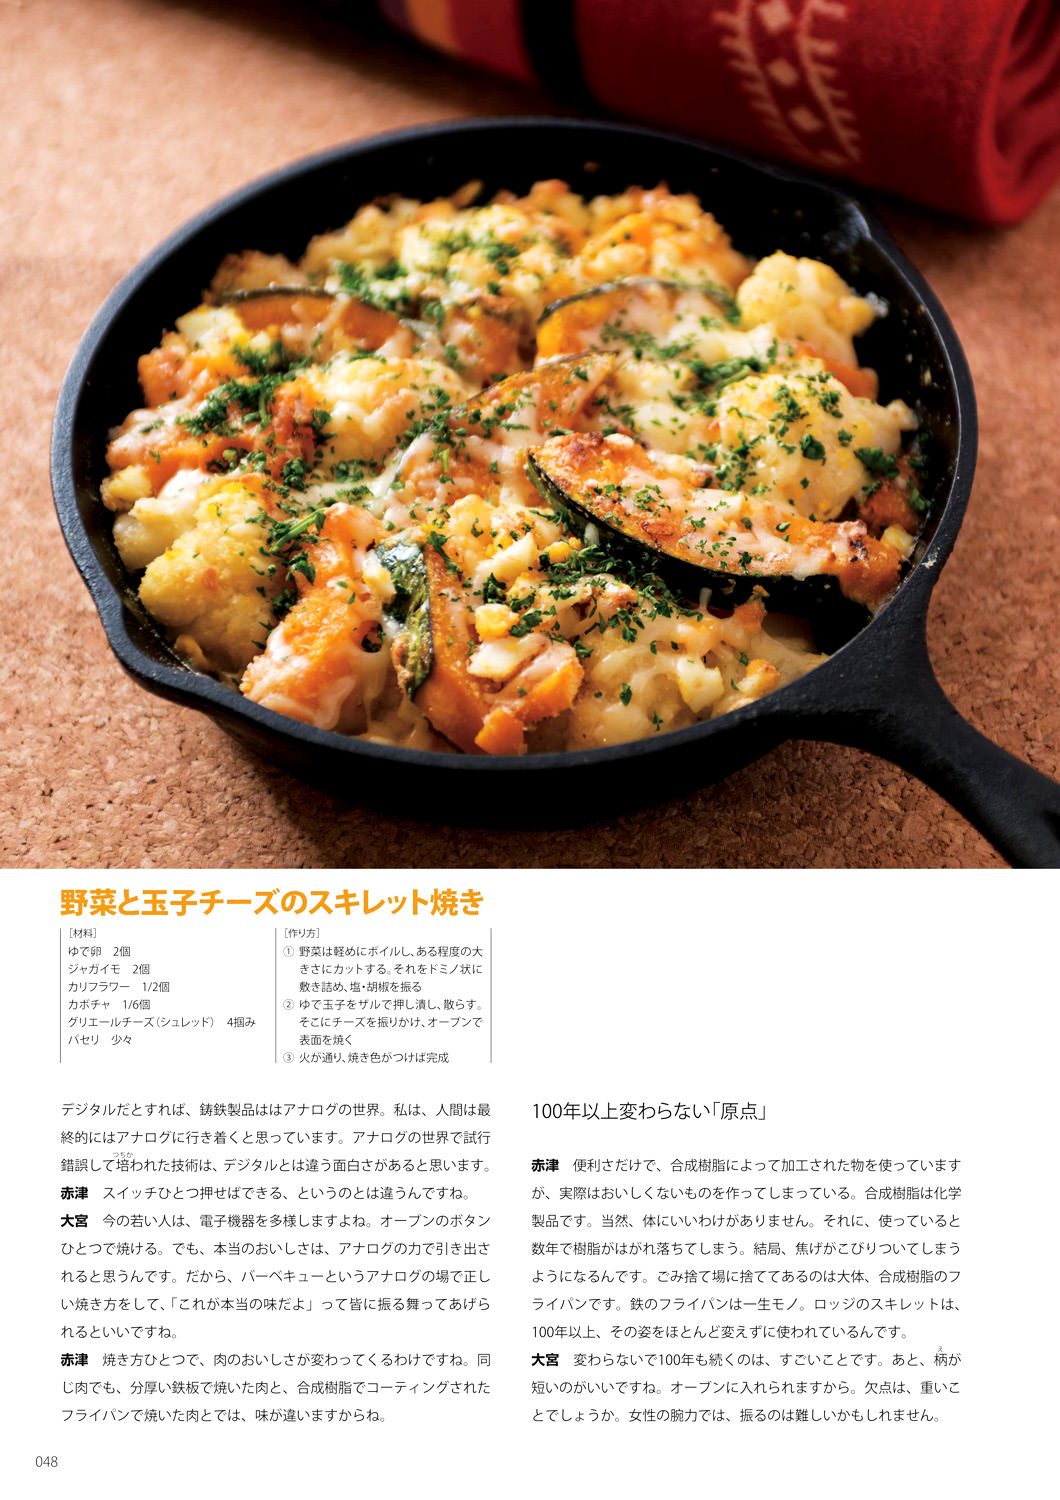 野菜と玉子チーズのスキレット焼き
［材料］
ゆで卵　2個
ジャガイモ　2個
カリフラワー　1/2個
カボチャ　1/6個
グリエールチーズ（シュレッド）　4掴み
パセリ　少々
［作り方］
① 野菜は軽めにボイルし、ある程度の大
きさにカットする。それをドミノ状に
敷き詰め、塩・胡椒を振る
② ゆで玉子をザルで押し潰し、散らす。
そこにチーズを振りかけ、オーブンで
表面を焼く
③ 火が通り、焼き色がつけば完成
デジタルだとすれば、鋳鉄製品ははアナログの世界。私は、人間は最
終的にはアナログに行き着くと思っています。アナログの世界で試行
つちか
錯誤して培われた技術は、デジタルとは違う面白さがあると思います。
赤津　スイッチひとつ押せばできる、というのとは違うんですね。
大宮　今の若い人は、電子機器を多様しますよね。オーブンのボタン
ひとつで焼ける。でも、本当のおいしさは、アナログの力で引き出さ
れると思うんです。だから、バーベキューというアナログの場で正し
い焼き方をして、「これが本当の味だよ」って皆に振る舞ってあげら
れるといいですね。
赤津　焼き方ひとつで、肉のおいしさが変わってくるわけですね。同
じ肉でも、分厚い鉄板で焼いた肉と、合成樹脂でコーティングされた
フライパンで焼いた肉とでは、味が違いますからね。
100年以上変わらない「原点」
赤津　便利さだけで、合成樹脂によって加工された物を使っています
が、実際はおいしくないものを作ってしまっている。合成樹脂は化学
製品です。当然、体にいいわけがありません。それに、使っていると
数年で樹脂がはがれ落ちてしまう。結局、焦げがこびりついてしまう
ようになるんです。ごみ捨て場に捨ててあるのは大体、合成樹脂のフ
ライパンです。鉄のフライパンは一生モノ。ロッジのスキレットは、
100年以上、その姿をほとんど変えずに使われているんです。
え
大宮　変わらないで100年も続くのは、すごいことです。あと、柄が
短いのがいいですね。オーブンに入れられますから。欠点は、重いこ
とでしょうか。女性の腕力では、振るのは難しいかもしれません。
048